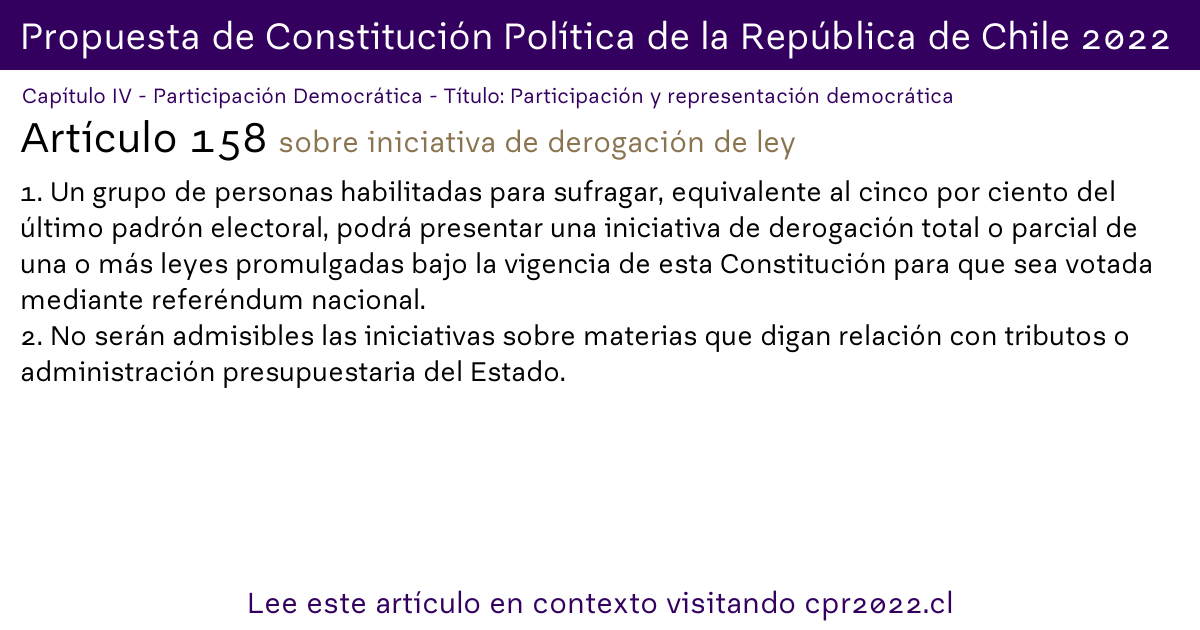 Propuesta de Constitución Política de la República de Chile 2022
Capítulo IV - Participación Democrática - Título: Participación y representación democrática
Artículo 158 sobre iniciativa de derogación de ley
1. Un grupo de personas habilitadas para sufragar, equivalente al cinco por ciento del
último padrón electoral, podrá presentar una iniciativa de derogación total o parcial de
una o más leyes promulgadas bajo la vigencia de esta Constitución para que sea votada
mediante referéndum nacional.
2. No serán admisibles las iniciativas sobre materias que digan relación con tributos o
administración presupuestaria del Estado.
Lee este artículo en contexto visitando cpr2022.cl